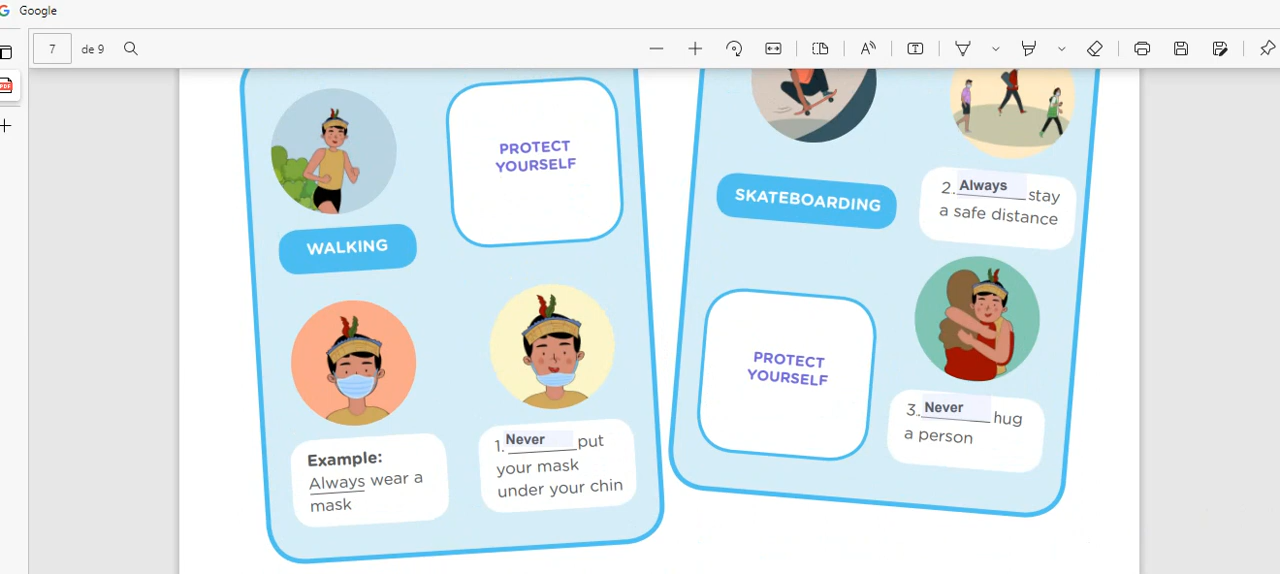 Google
7 de 9
PROTECT
YOURSELF
WALKING
Example:
Always wear a
mask
1. Never put
your mask
under your chin
SKATEBOARDING
2. Always stay
a safe distance
PROTECT
YOURSELF
3. Never hug
a person